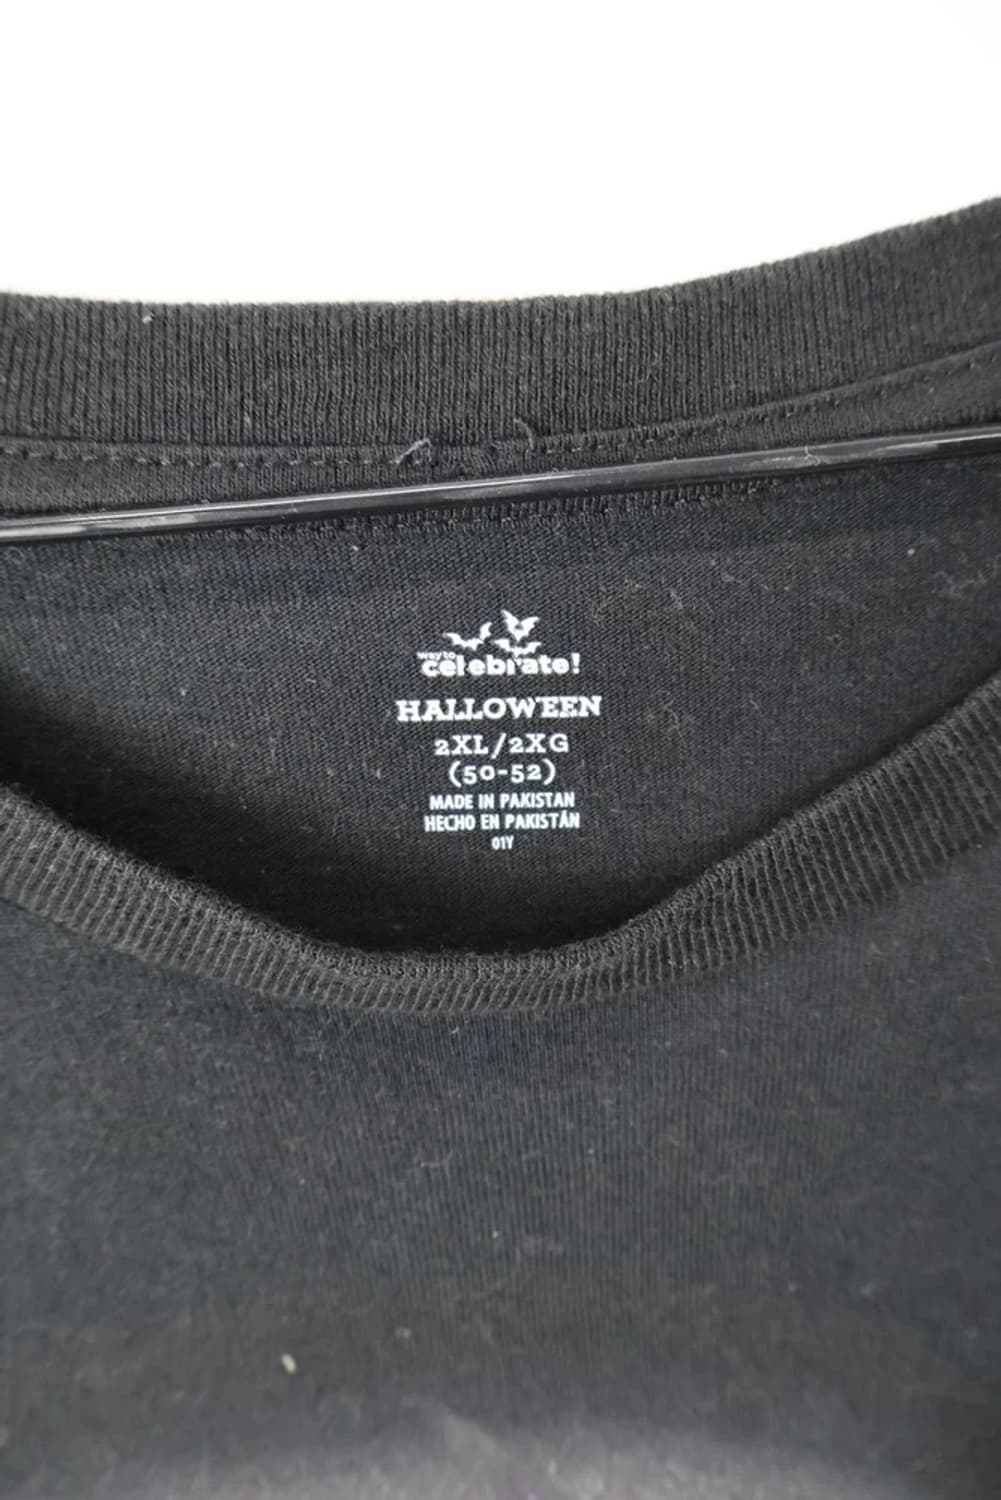 way to
celebrate!
HALLOWEEN
2XL/2XG
(50-52)
MADE IN PAKISTAN
HECHO EN PAKISTÁN
01Y